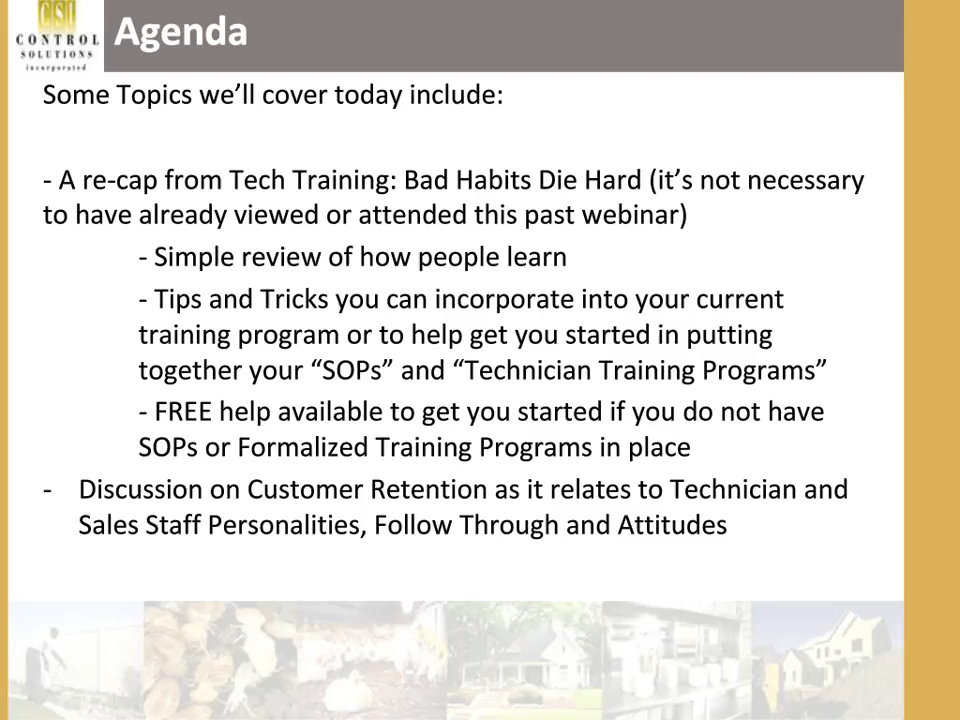 CSI
CONTROL
SOLUTIONS
incorporated
Agenda
Some Topics we’ll cover today include:
- A re-cap from Tech Training: Bad Habits Die Hard (it’s not necessary
to have already viewed or attended this past webinar)
- Simple review of how people learn
- Tips and Tricks you can incorporate into your current
training program or to help get you started in putting
together your “SOPs” and “Technician Training Programs”
- FREE help available to get you started if you do not have
SOPs or Formalized Training Programs in place
- Discussion on Customer Retention as it relates to Technician and
Sales Staff Personalities, Follow Through and Attitudes